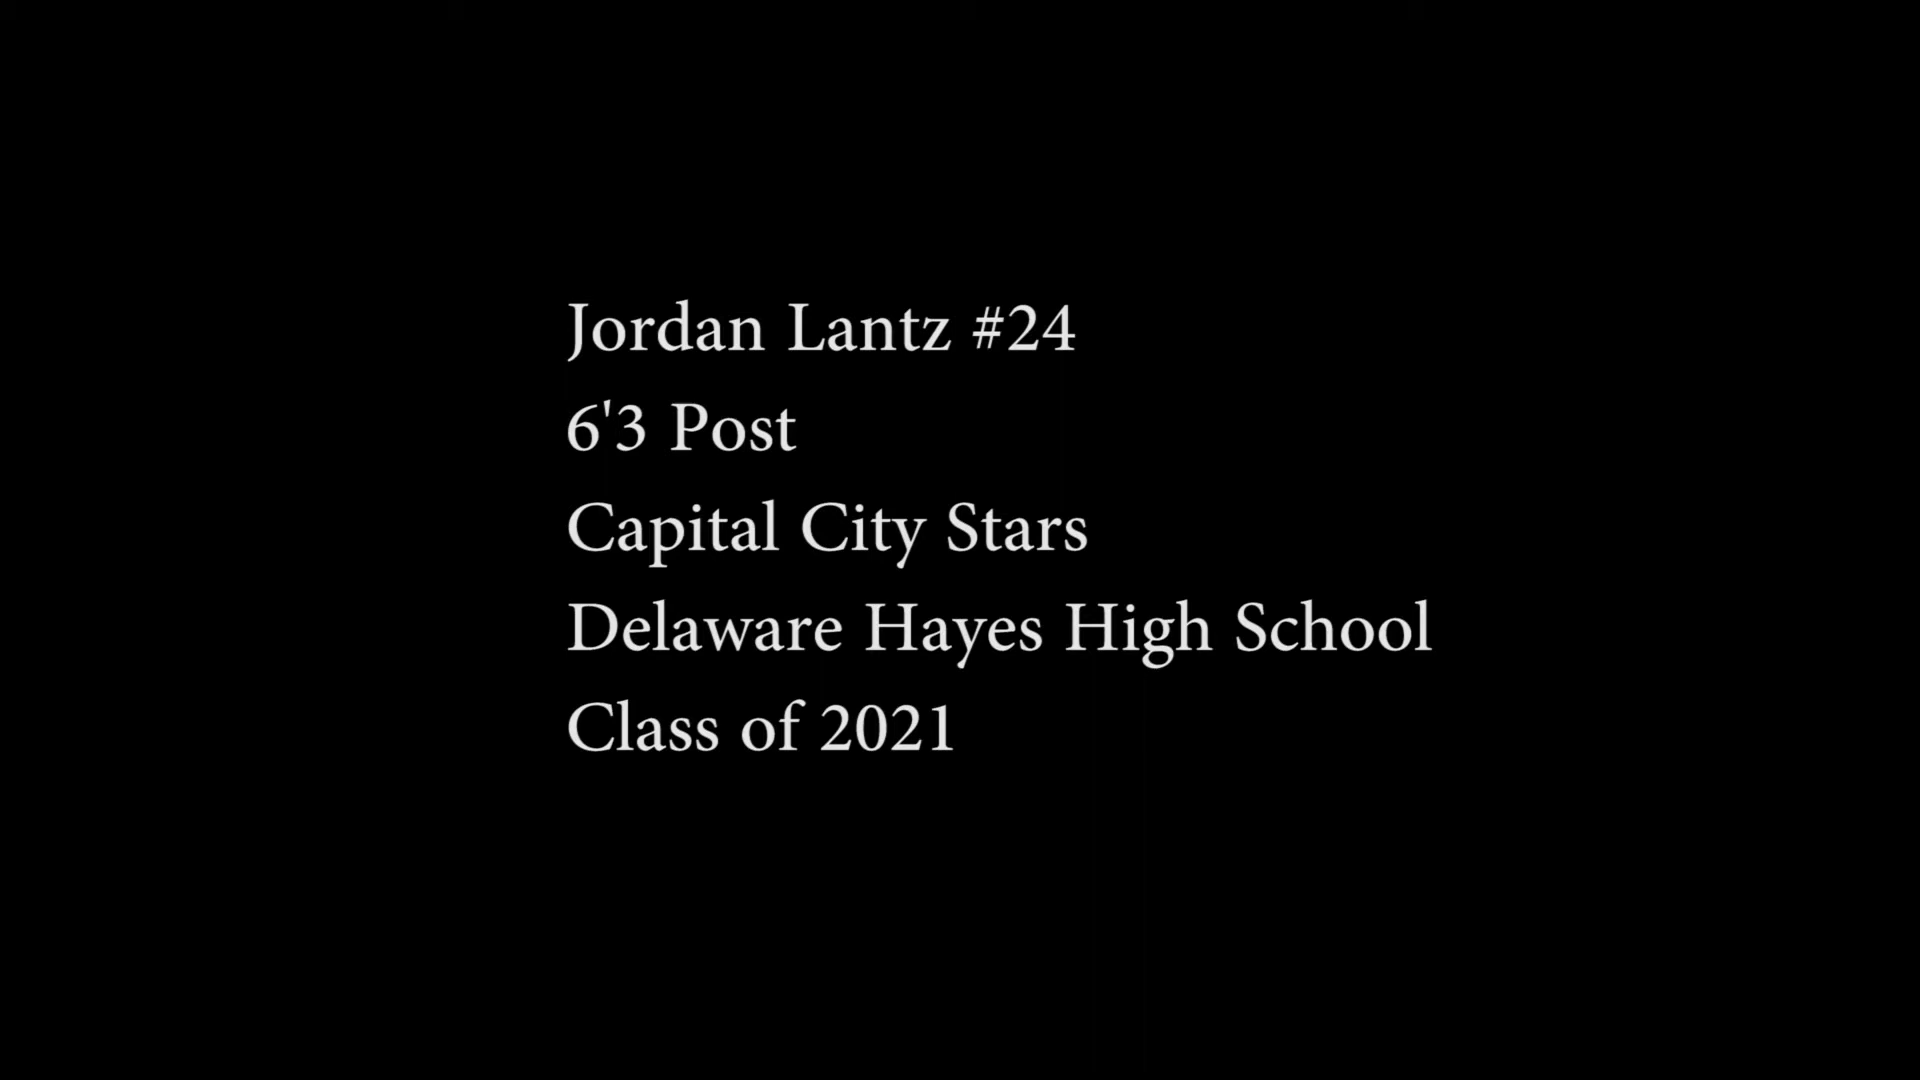 Jordan Lantz #24
6'3 Post
Capital City Stars
Delaware Hayes High School
Class of 2021